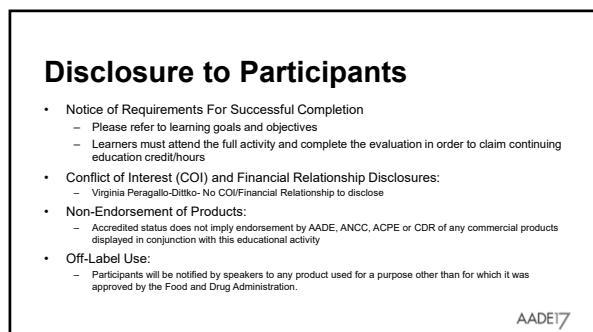 Disclosure to Participants
• Notice of Requirements For Successful Completion
– Please refer to learning goals and objectives
– Learners must attend the full activity and complete the evaluation in order to claim continuing
education credit/hours
• Conflict of Interest (COI) and Financial Relationship Disclosures:
– Virginia Peragallo-Dittko- No COI/Financial Relationship to disclose
• Non-Endorsement of Products:
– Accredited status does not imply endorsement by AADE, ANCC, ACPE or CDR of any commercial products
displayed in conjunction with this educational activity
• Off-Label Use:
– Participants will be notified by speakers to any product used for a purpose other than for which it was
approved by the Food and Drug Administration.
AADE17